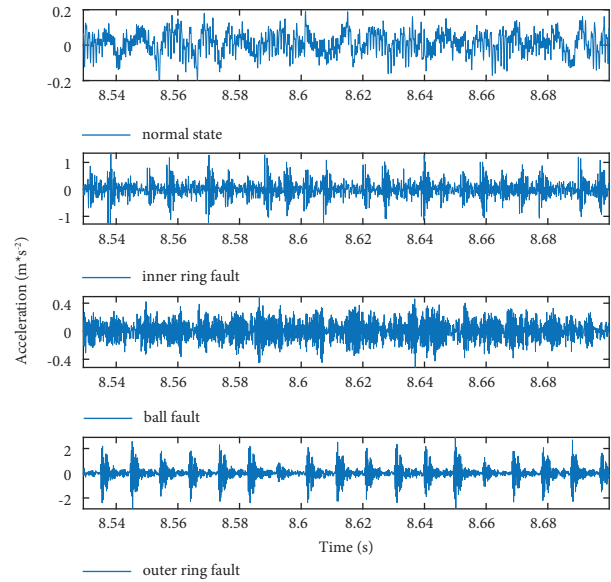 0.2
0
-0.2
8.54 8.56 8.58 8.6 8.62 8.64 8.66 8.68
normal state
1
0
-1
8.54 8.56 8.58 8.6 8.62 8.64 8.66 8.68
inner ring fault
Acceleration (m*s-2)
0.4
0
-0.4
8.54 8.56 8.58 8.6 8.62 8.64 8.66 8.68
ball fault
2
0
-2
8.54 8.56 8.58 8.6 8.62 8.64 8.66 8.68
Time (s)
outer ring fault